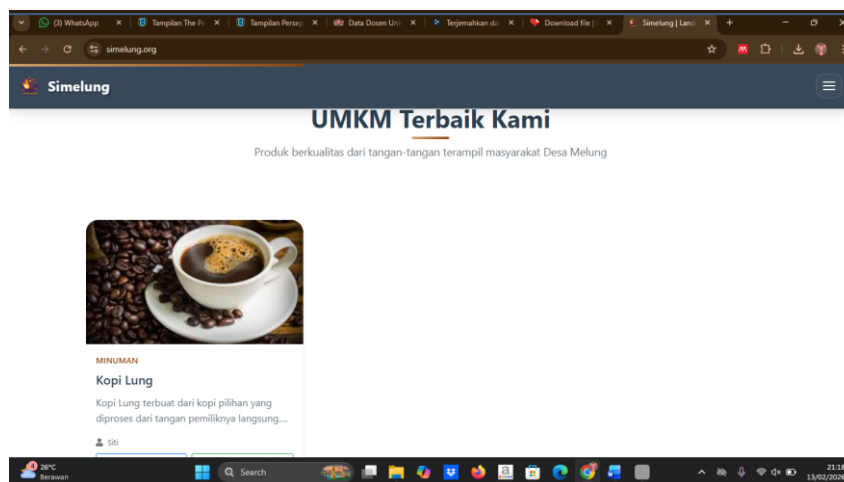 (3) WhatsApp
Tampilan The Po
Tampilan Persep
Data Dosen Univ
Terjemahkan da
Download file | i
Simelung | Land
simelung.org
Simelung
UMKM Terbaik Kami
Produk berkualitas dari tangan-tangan terampil masyarakat Desa Melung
MINUMAN
Kopi Lung
Kopi Lung terbuat dari kopi pilihan yang
diproses dari tangan pemiliknya langsung....
Siti
26°C
Berawan
Search
21:18
13/02/2026